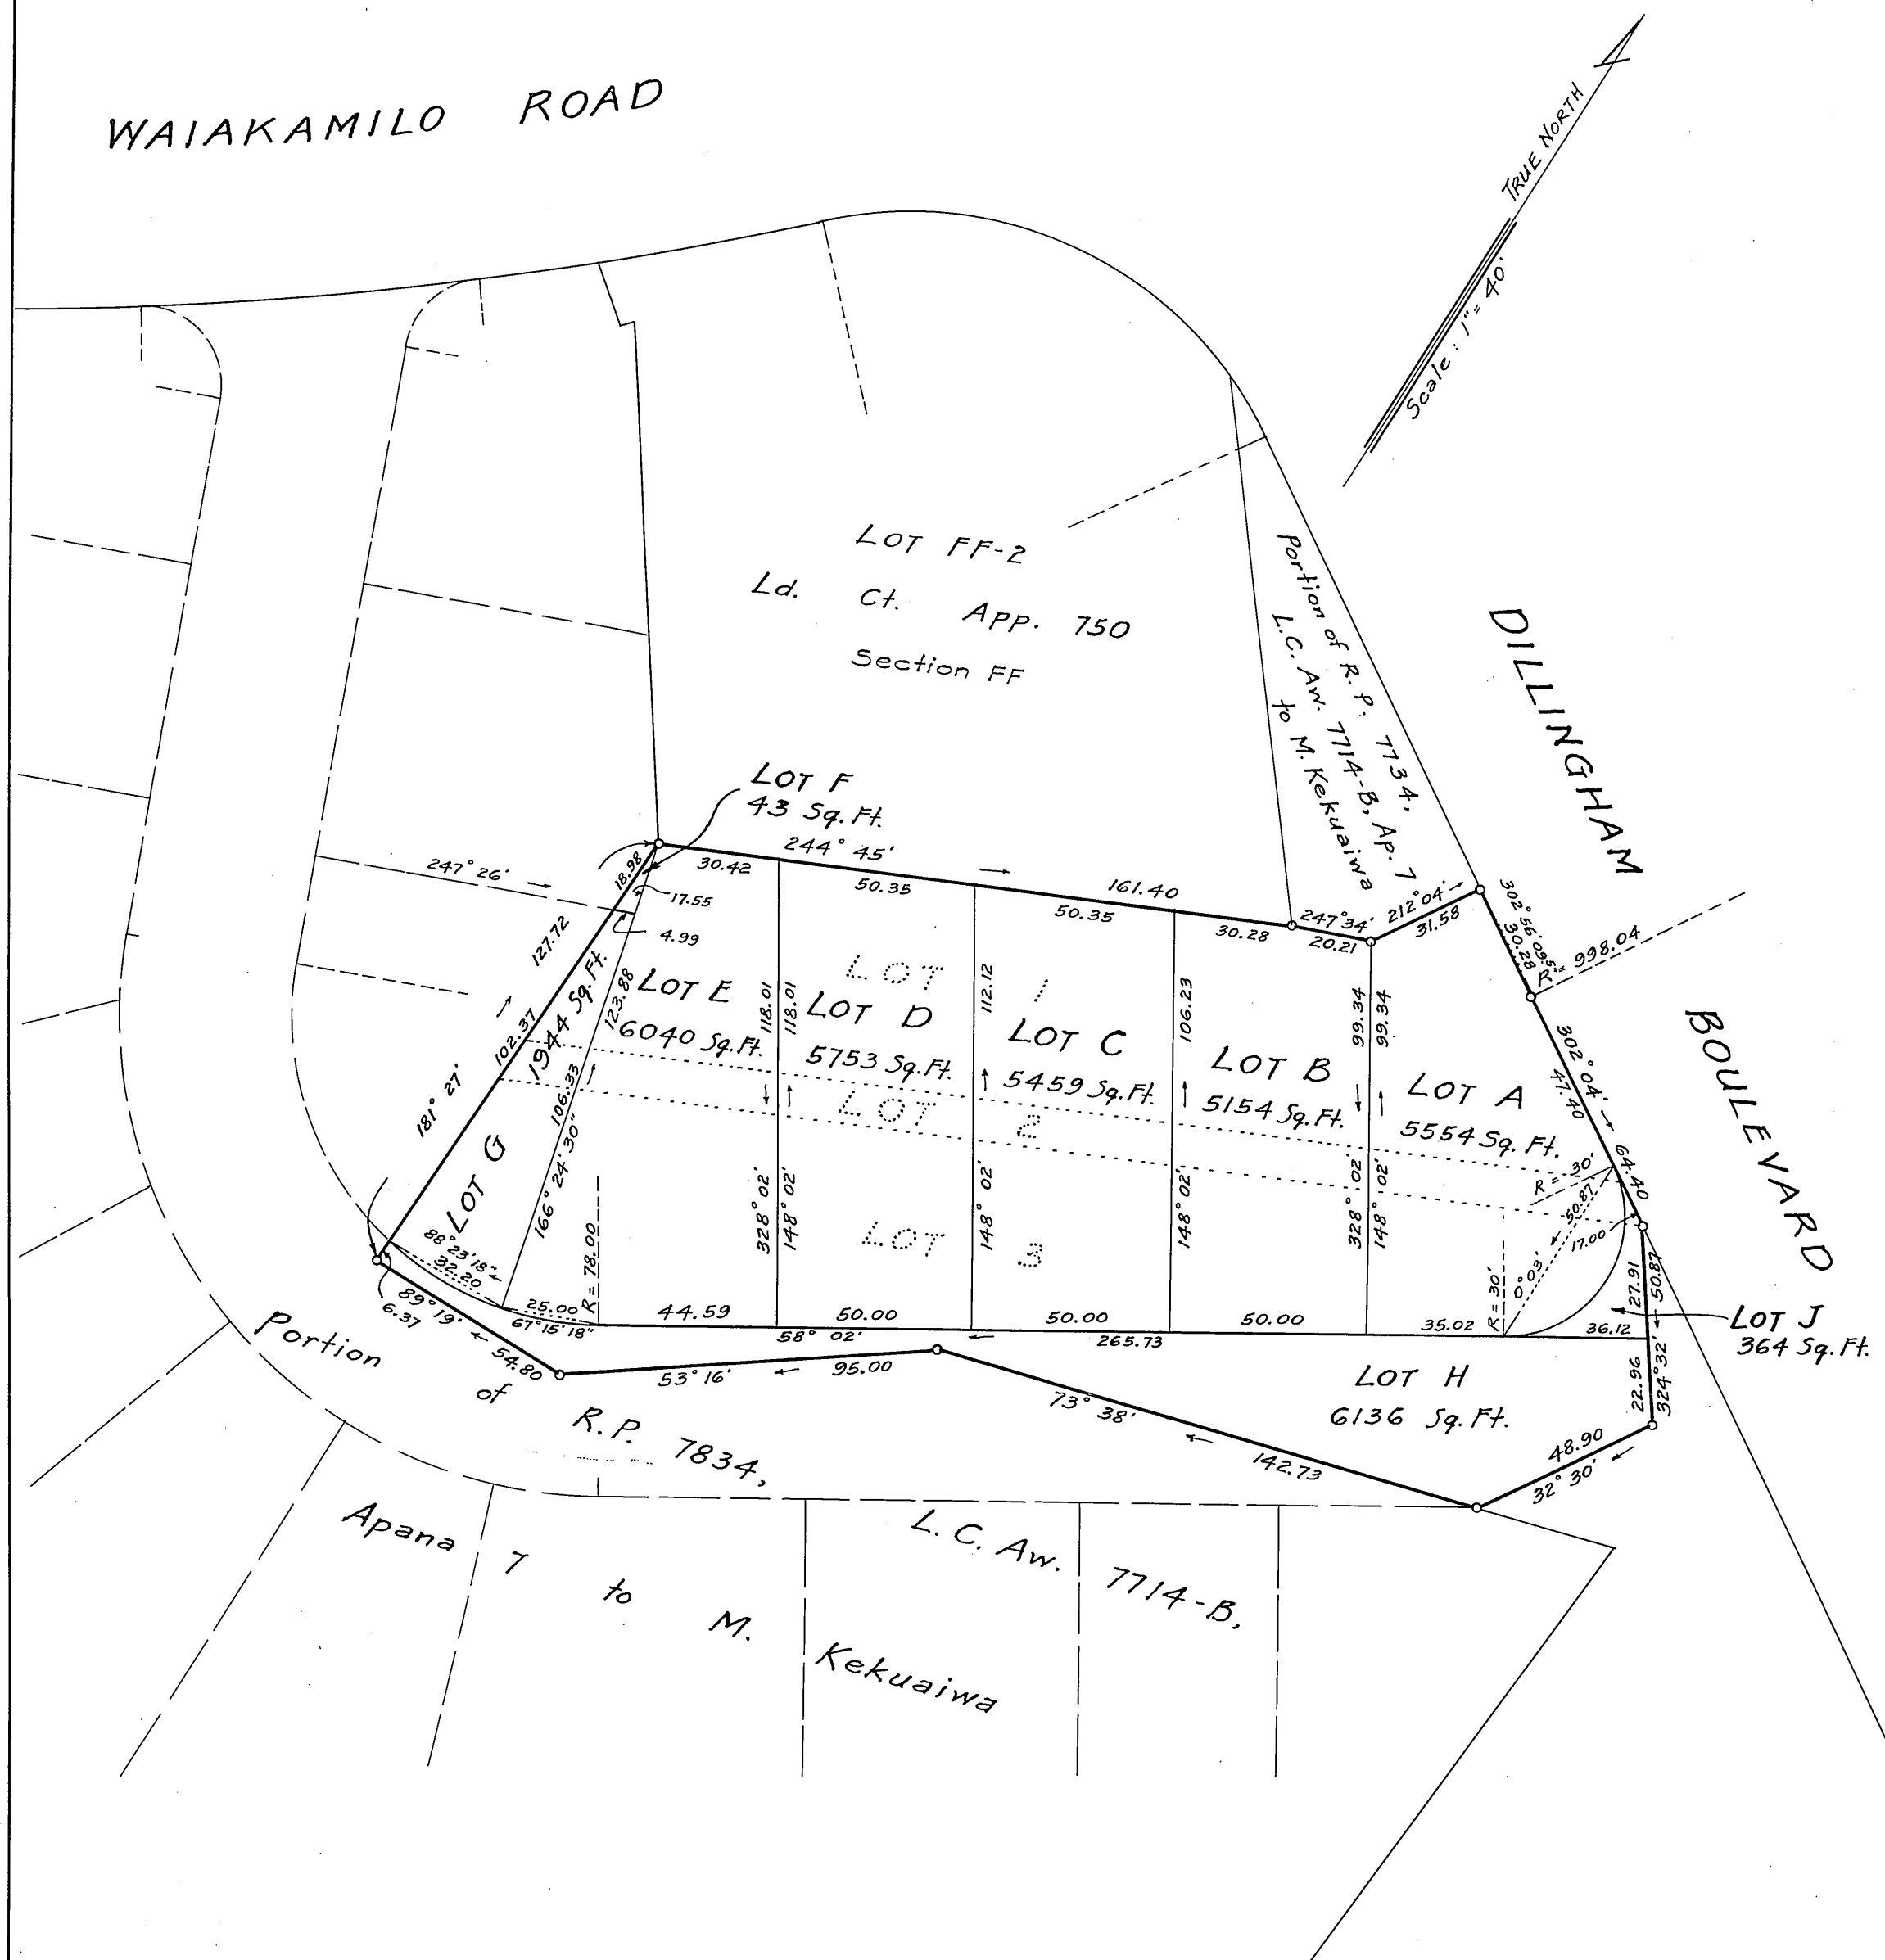 WAIAKAMILO ROAD
TRUE NORTH
Scale : 1" = 40'
LOT FF-2
Ld. Ct. App. 750
Section FF
Portion of R. P. 7734,
L.C. Aw. 7714-B, Ap. 7
to M. Kekuaiwa
DILLINGHAM
BOULEVARD
LOT F
43 Sq. Ft.
244° 45'
30.42
50.35
161.40
50.35
30.28
247° 34'
20.21
212° 04'
31.58
302° 56' 09.5"
30.28
R
998.04
247° 26'
18.98
17.55
4.99
127.72
102.37
181° 27'
LOT G
1944 Sq. Ft.
123.88
106.33
166° 24' 30"
LOT E
6040 Sq. Ft.
118.01
118.01
328° 02'
148° 02'
LOT 1
LOT D
5753 Sq. Ft.
112.12
148° 02'
LOT C
5459 Sq. Ft.
106.23
148° 02'
LOT B
5154 Sq. Ft.
99.34
99.34
328° 02'
148° 02'
LOT A
5554 Sq. Ft.
LOT 2
LOT 3
302° 04'
47.40
64.40
R = 30'
50.87
0° 03'
17.00
R = 30'
27.91
50.87
LOT J
364 Sq. Ft.
88° 23' 18"
32.20
25.00
67° 15' 18"
R = 78.00
44.59
50.00
50.00
50.00
35.02
36.12
58° 02'
265.73
6.37
89° 19'
54.80
53° 16'
95.00
73° 38'
142.73
LOT H
6136 Sq. Ft.
22.96
324° 32'
48.90
32° 30'
Portion of R.P. 7834,
L. C. Aw. 7714-B,
Apana 7 to M. Kekuaiwa